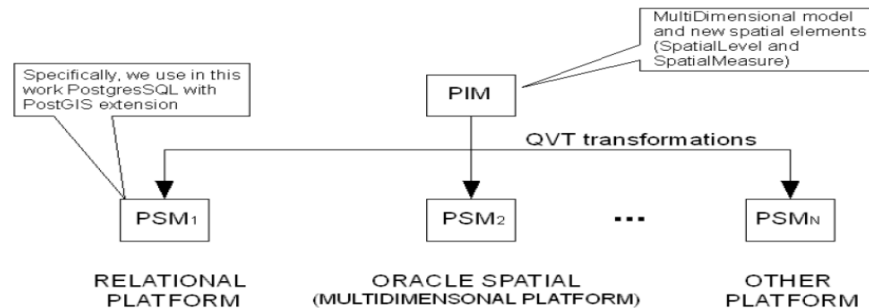 MultiDimensional model
and new spatial elements
(SpatialLevel and
SpatialMeasure)
Specifically, we use in this
work PostgresSQL with
PostGIS extension
PIM
QVT transformations
PSM1
PSM2
...
PSMN
RELATIONAL
PLATFORM
ORACLE SPATIAL
(MULTIDIMENSONAL PLATFORM)
OTHER
PLATFORM